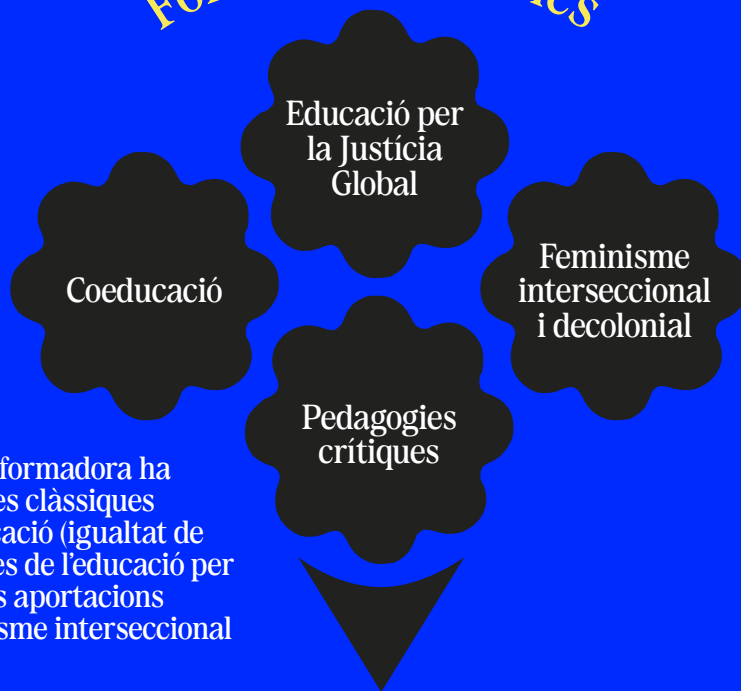 Educació per
la Justícia
Global
Coeducació
Feminisme
interseccional
i decolonial
Pedagogies
crítiques
formadora ha
es clàssiques
ació (igualtat de
es de l’educació per
s aportacions
sme interseccional